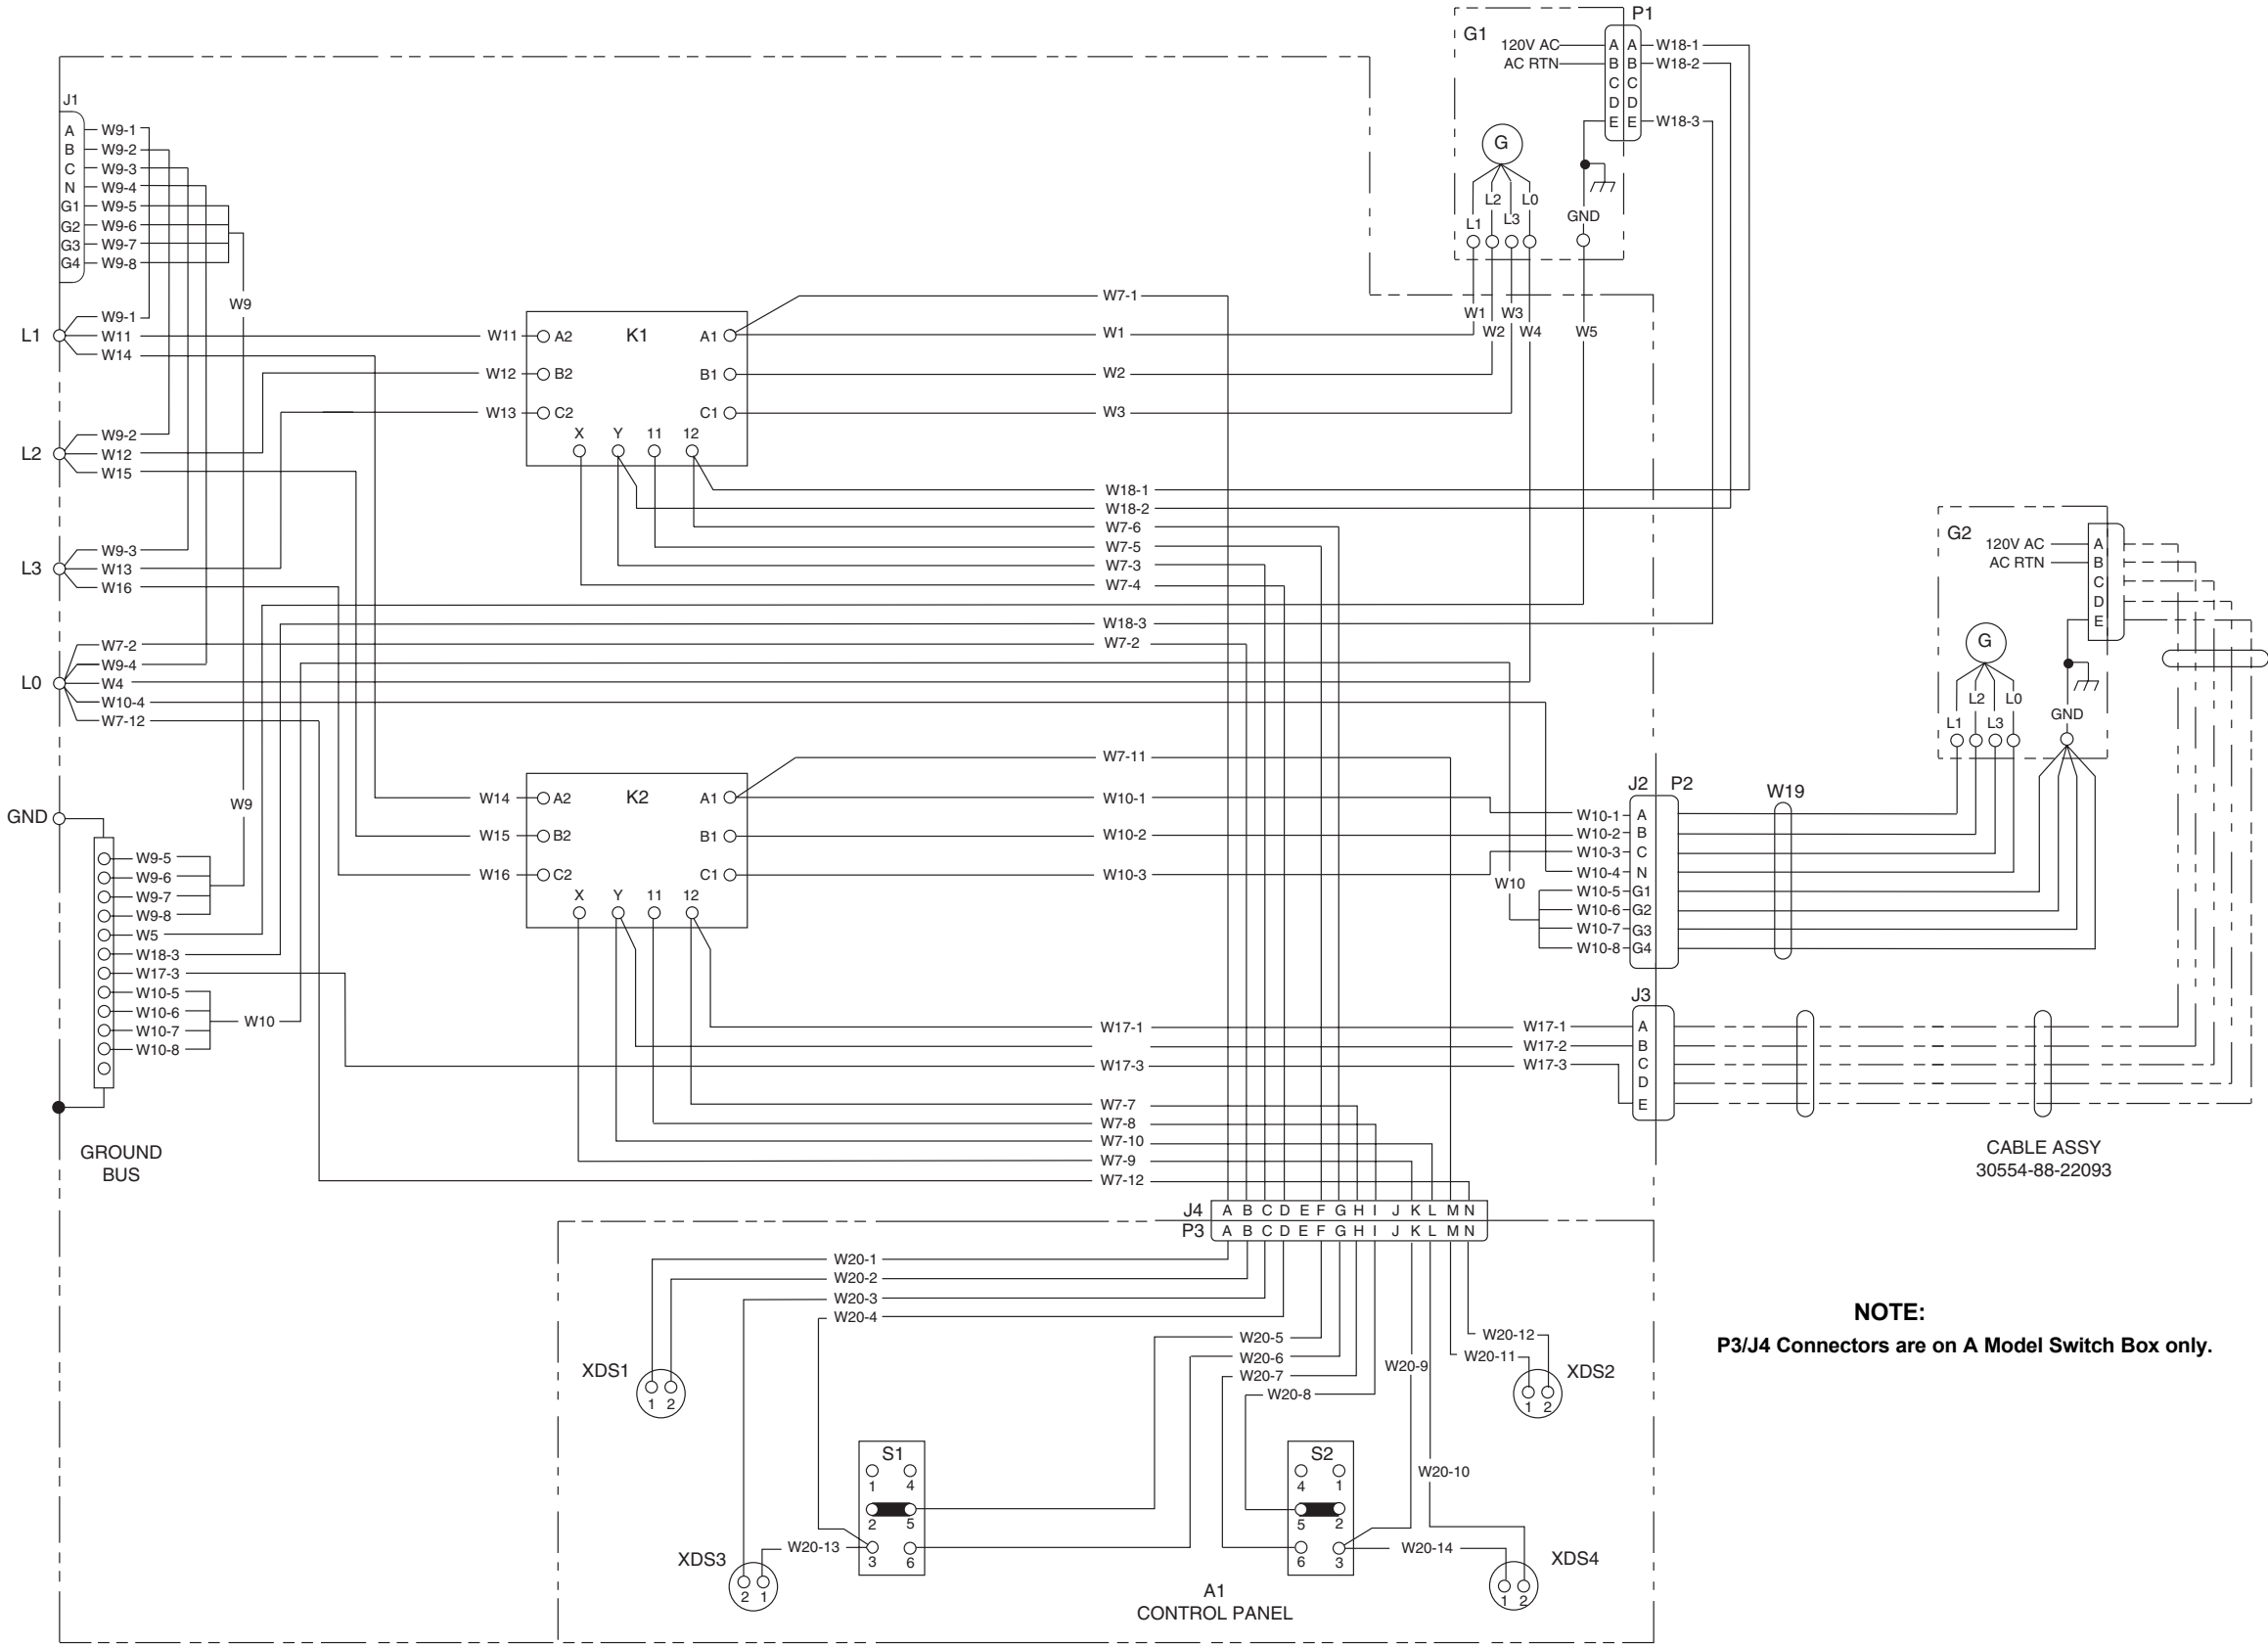 G1
P1
120V AC
A A
W18-1
AC RTN
B B
W18-2
C C
D D
E E
W18-3
G
L2
L0
L1
L3
GND
J1
A
W9-1
B
W9-2
C
W9-3
N
W9-4
G1
W9-5
G2
W9-6
G3
W9-7
G4
W9-8
W9
W7-1
W1
W3
W2
W4
W5
L1
W9-1
W11
W14
W11
A2
K1
A1
W1
W12
B2
B1
W2
W13
C2
C1
W3
X
Y
11
12
L2
W9-2
W12
W15
W18-1
W18-2
W7-6
W7-5
W7-3
W7-4
L3
W9-3
W13
W16
W18-3
W7-2
L0
W7-2
W9-4
W4
W10-4
W7-12
G2
120V AC
A
AC RTN
B
C
D
E
G
L2
L0
L1
L3
GND
W7-11
W14
A2
K2
A1
W10-1
W15
B2
B1
W10-2
W16
C2
C1
W10-3
X
Y
11
12
W9
GND
W9-5
W9-6
W9-7
W9-8
W5
W18-3
W17-3
W10-5
W10-6
W10-7
W10-8
W10
J2
P2
W19
W10-1
A
W10-2
B
W10-3
C
W10-4
N
W10
W10-5
G1
W10-6
G2
W10-7
G3
W10-8
G4
J3
W17-1
W17-1
A
W17-2
B
W17-3
W17-3
C
D
E
W7-7
W7-8
W7-10
W7-9
W7-12
GROUND
BUS
CABLE ASSY
30554-88-22093
J4
A B C D E F G H I J K L M N
P3
A B C D E F G H I J K L M N
W20-1
W20-2
W20-3
W20-4
W20-5
W20-6
W20-7
W20-8
W20-9
W20-12
W20-11
W20-10
XDS1
1 2
XDS2
1 2
S1
1
4
2
5
3
6
S2
4
1
5
2
6
3
W20-13
W20-14
XDS3
2 1
XDS4
1 2
A1
CONTROL PANEL
NOTE:
P3/J4 Connectors are on A Model Switch Box only.